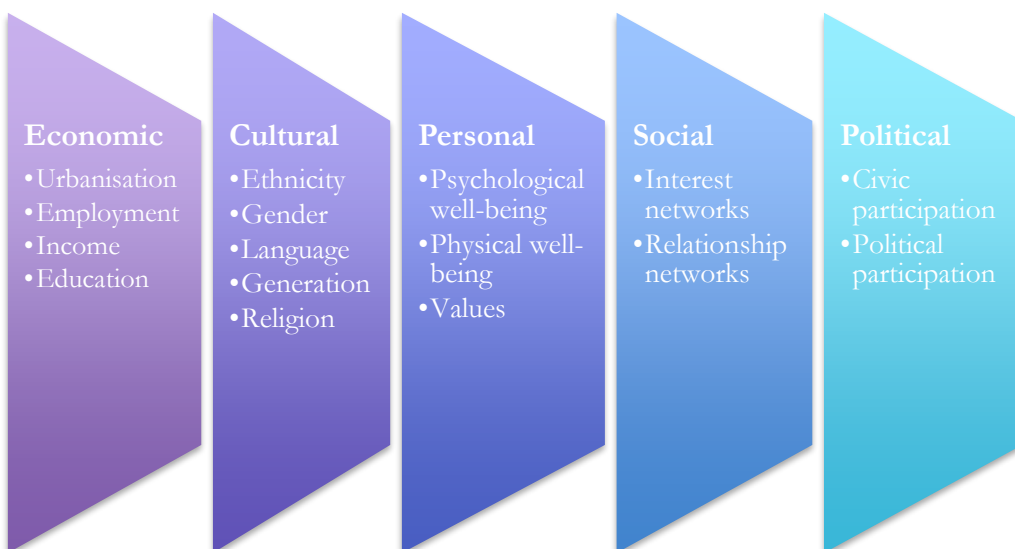 Economic
•Urbanisation
•Employment
•Income
•Education
Cultural
•Ethnicity
•Gender
•Language
•Generation
•Religion
Personal
•Psychological
well-being
•Physical well-
being
•Values
Social
•Interest
networks
•Relationship
networks
Political
•Civic
participation
•Political
participation